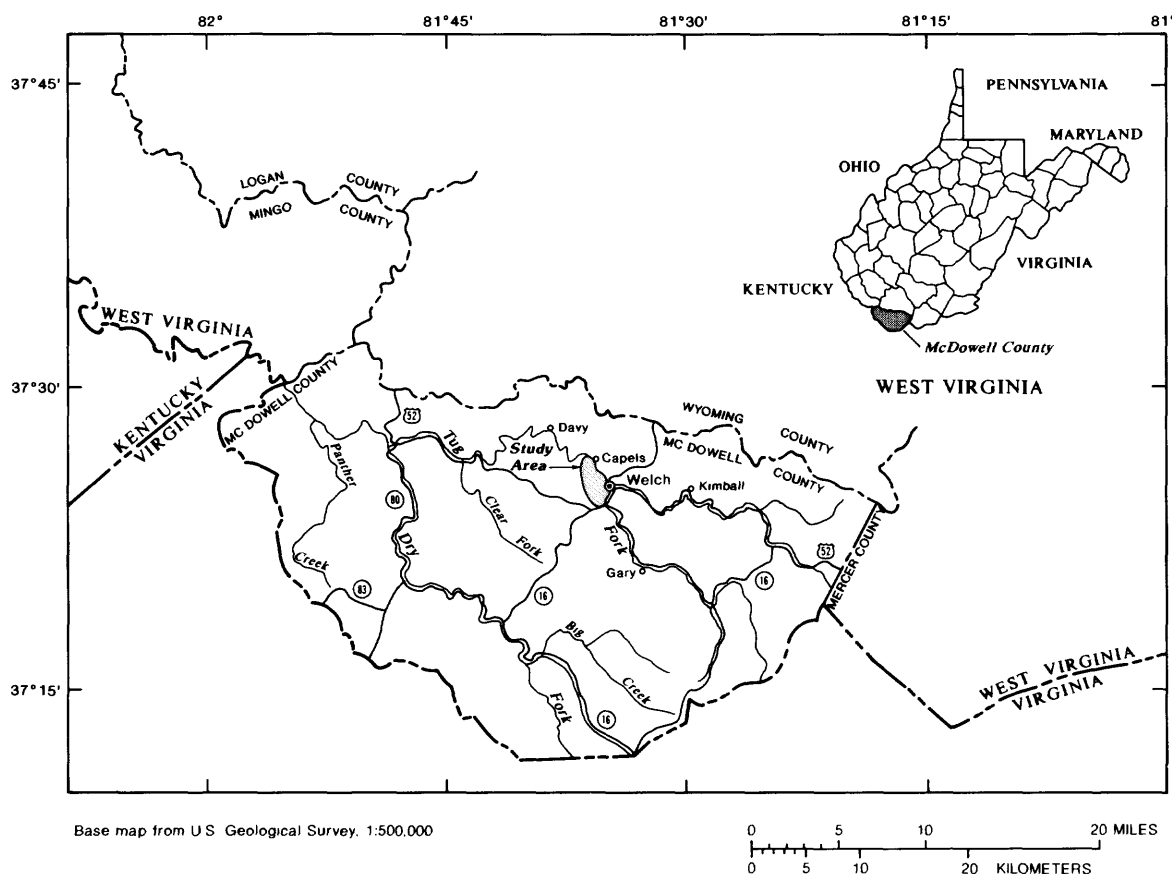 82°
81°45'
81°30'
81°15'
81°
37°45'
PENNSYLVANIA
MARYLAND
OHIO
VIRGINIA
KENTUCKY
McDowell County
WEST VIRGINIA
LOGAN COUNTY
MINGO COUNTY
WEST VIRGINIA
KENTUCKY
VIRGINIA
37°30'
MC DOWELL COUNTY
52
WYOMING COUNTY
MC DOWELL COUNTY
Davy
Tug
Study
Area
Capels
Welch
Kimball
Panther
80
Clear
Fork
Fork
52
Dry
Gary
MERCER COUNTY
Creek
83
16
16
Big
Creek
37°15'
Fork
16
WEST VIRGINIA
VIRGINIA
Base map from U S Geological Survey, 1:500,000
0 5 10 20 MILES
0 5 10 20 KILOMETERS